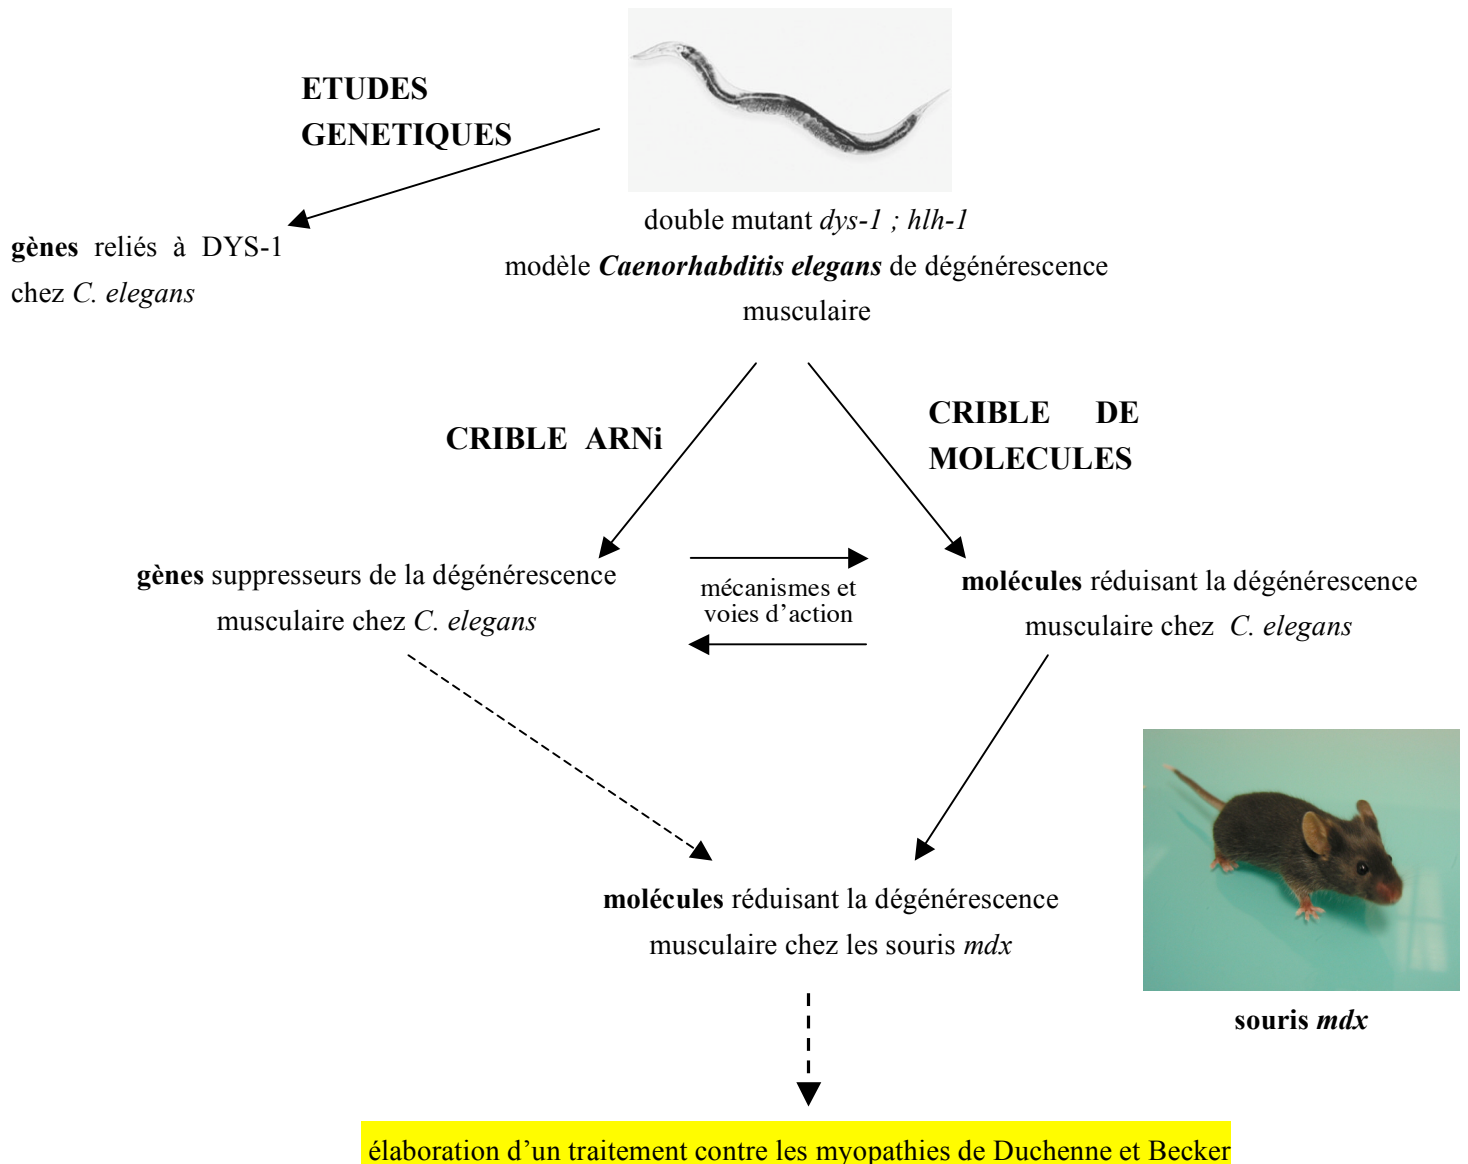 ETUDES
GENETIQUES
gènes reliés à DYS-1
chez C. elegans
double mutant dys-1 ; hlh-1
modèle Caenorhabditis elegans de dégénérescence
musculaire
CRIBLE ARNi
CRIBLE DE
MOLECULES
gènes suppresseurs de la dégénérescence
musculaire chez C. elegans
mécanismes et
voies d'action
molécules réduisant la dégénérescence
musculaire chez C. elegans
molécules réduisant la dégénérescence
musculaire chez les souris mdx
souris mdx
élaboration d'un traitement contre les myopathies de Duchenne et Becker